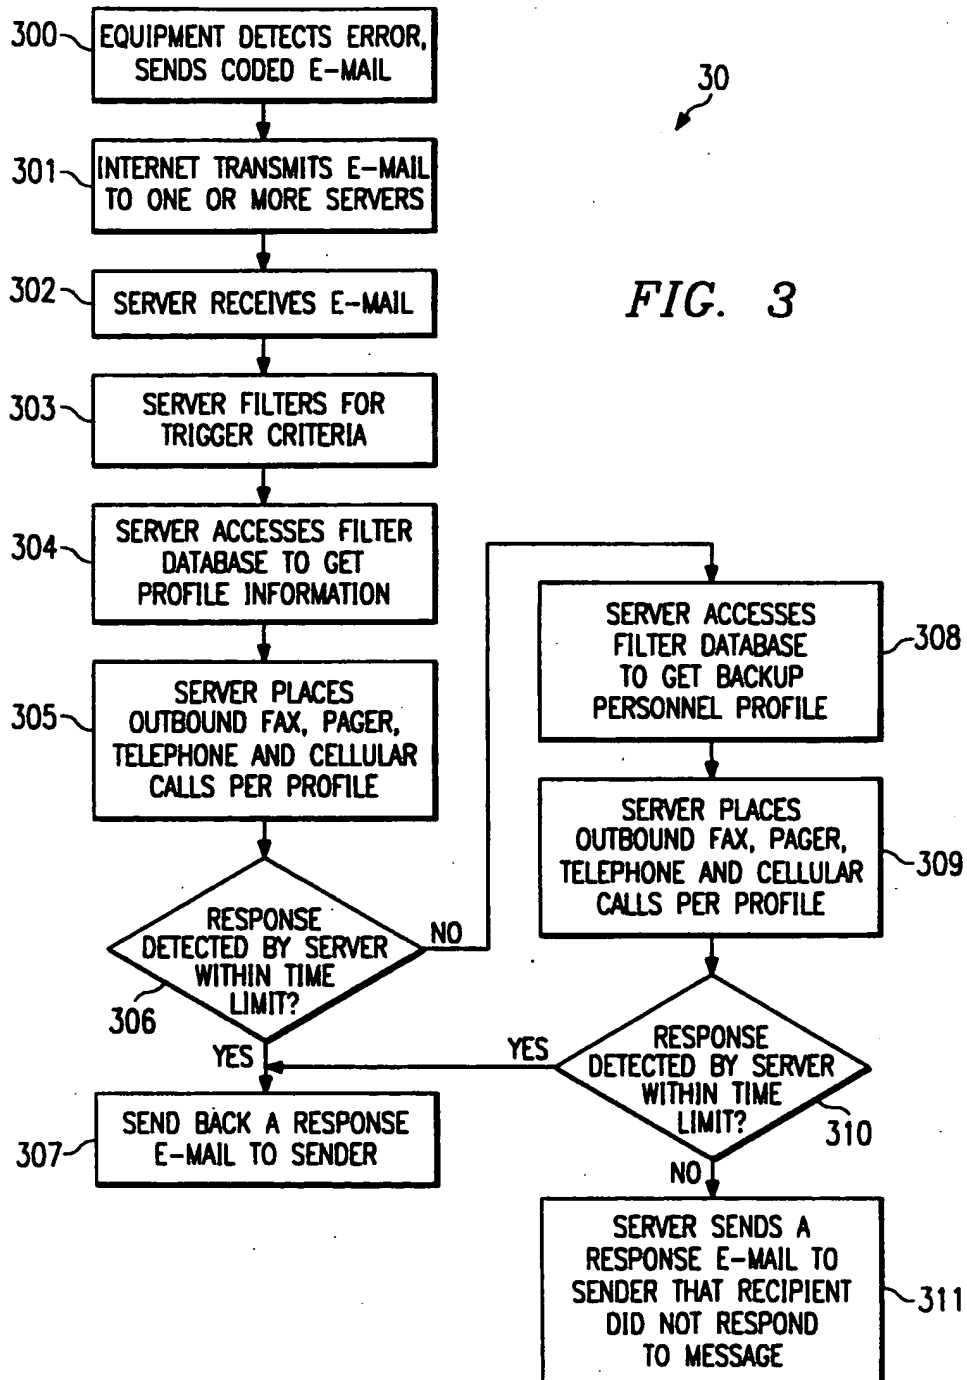 300
EQUIPMENT DETECTS ERROR,
SENDS CODED E-MAIL
30
301
INTERNET TRANSMITS E-MAIL
TO ONE OR MORE SERVERS
302
SERVER RECEIVES E-MAIL
FIG. 3
303
SERVER FILTERS FOR
TRIGGER CRITERIA
304
SERVER ACCESSES FILTER
DATABASE TO GET
PROFILE INFORMATION
305
SERVER PLACES
OUTBOUND FAX, PAGER,
TELEPHONE AND CELLULAR
CALLS PER PROFILE
RESPONSE
DETECTED BY SERVER
WITHIN TIME
LIMIT?
306
NO
YES
307
SEND BACK A RESPONSE
E-MAIL TO SENDER
SERVER ACCESSES
FILTER DATABASE
TO GET BACKUP
PERSONNEL PROFILE
308
SERVER PLACES
OUTBOUND FAX, PAGER,
TELEPHONE AND CELLULAR
CALLS PER PROFILE
309
YES
RESPONSE
DETECTED BY SERVER
WITHIN TIME
LIMIT?
310
NO
SERVER SENDS A
RESPONSE E-MAIL TO
SENDER THAT RECIPIENT
DID NOT RESPOND
TO MESSAGE
311